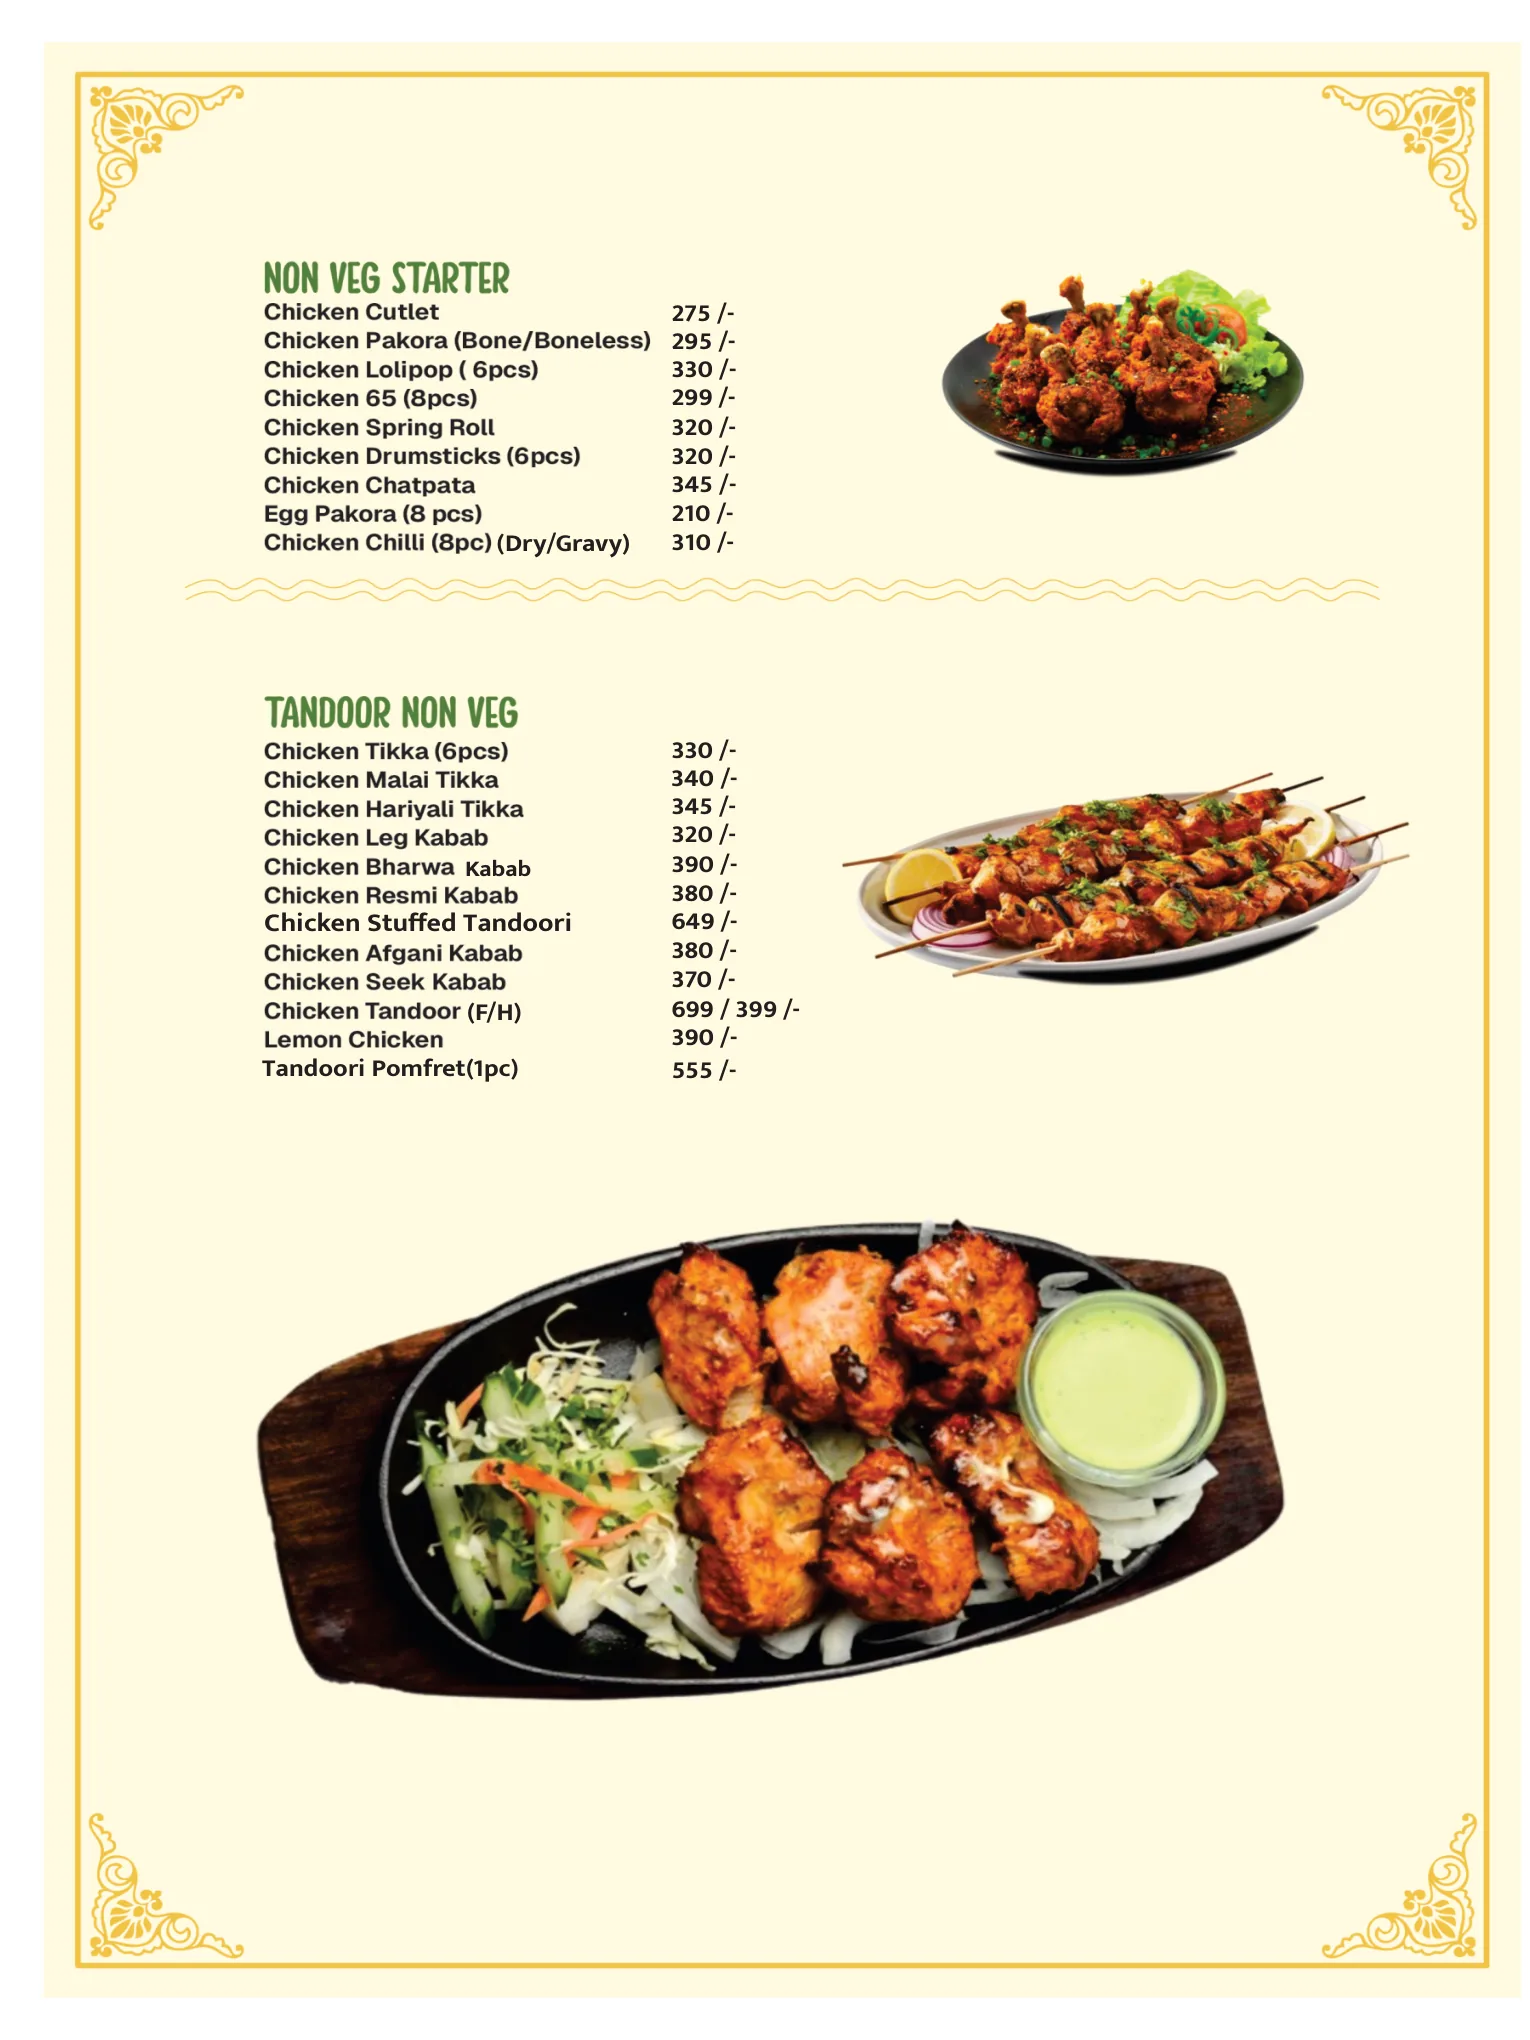 NON VEG STARTER
Chicken Cutlet 275 /-
Chicken Pakora (Bone/Boneless) 295 /-
Chicken Lolipop ( 6pcs) 330 /-
Chicken 65 (8pcs) 299 /-
Chicken Spring Roll 320 /-
Chicken Drumsticks (6pcs) 320 /-
Chicken Chatpata 345 /-
Egg Pakora (8 pcs) 210 /-
Chicken Chilli (8pc) (Dry/Gravy) 310 /-
TANDOOR NON VEG
Chicken Tikka (6pcs) 330 /-
Chicken Malai Tikka 340 /-
Chicken Hariyali Tikka 345 /-
Chicken Leg Kabab 320 /-
Chicken Bharwa Kabab 390 /-
Chicken Resmi Kabab 380 /-
Chicken Stuffed Tandoori 649 /-
Chicken Afgani Kabab 380 /-
Chicken Seek Kabab 370 /-
Chicken Tandoor (F/H) 699 / 399 /-
Lemon Chicken 390 /-
Tandoori Pomfret(1pc) 555 /-